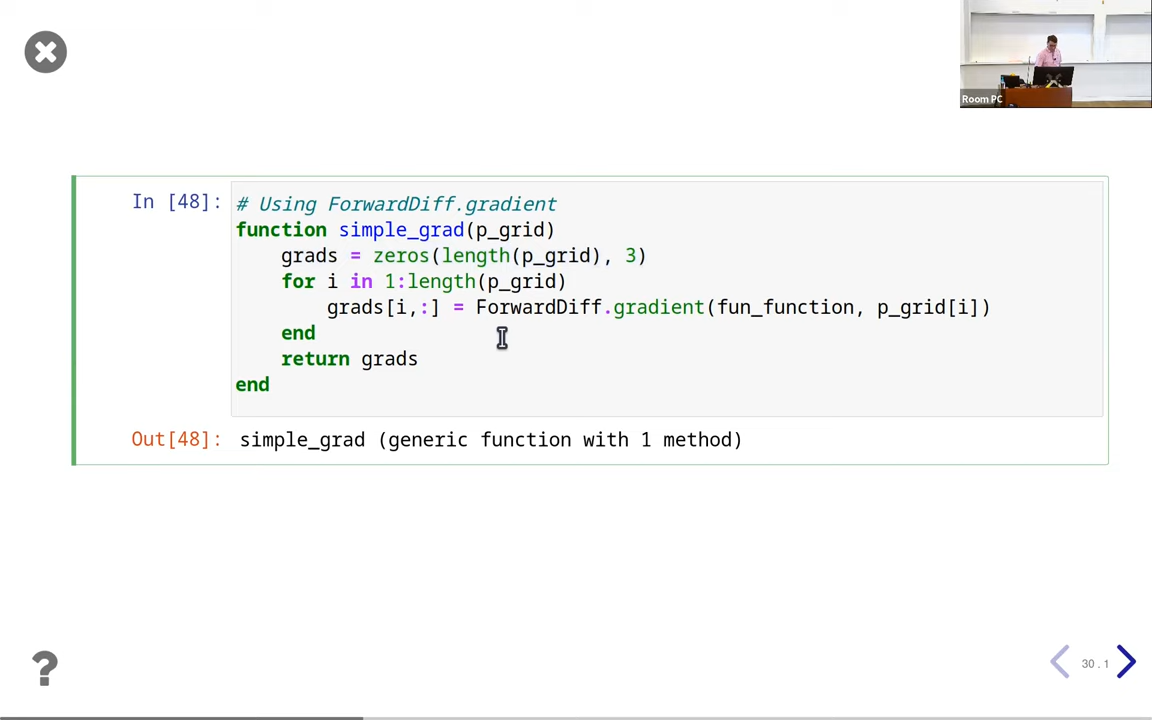 Room PC
In [48]:
# Using ForwardDiff.gradient
function simple_grad(p_grid)
    grads = zeros(length(p_grid), 3)
    for i in 1:length(p_grid)
        grads[i,:] = ForwardDiff.gradient(fun_function, p_grid[i])
    end
    return grads
end
Out[48]: simple_grad (generic function with 1 method)
?
30 . 1